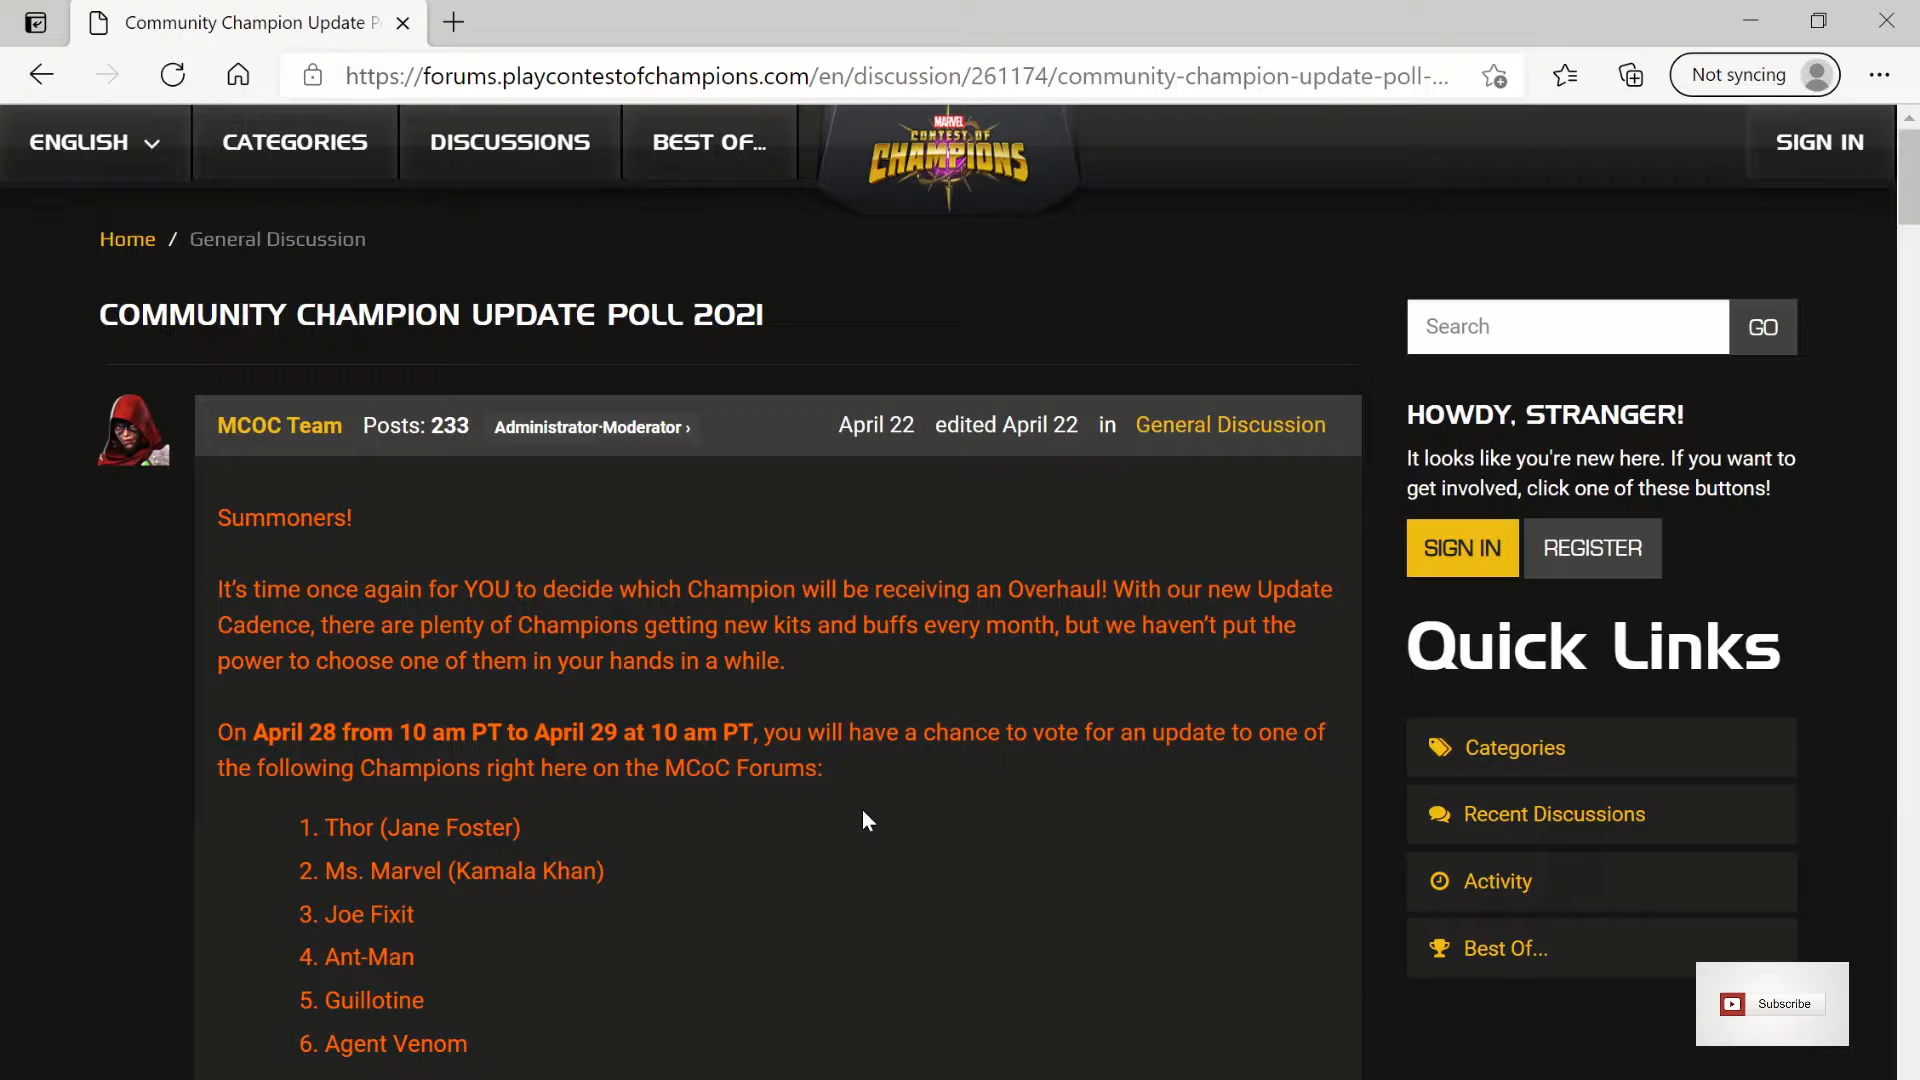 Community Champion Update P
https://forums.playcontestofchampions.com/en/discussion/261174/community-champion-update-poll-...
Not syncing
ENGLISH
CATEGORIES
DISCUSSIONS
BEST OF...
MARVEL
CONTEST OF
CHAMPIONS
SIGN IN
Home / General Discussion
COMMUNITY CHAMPION UPDATE POLL 2021
Search
GO
MCOC Team Posts: 233 Administrator·Moderator › April 22 edited April 22 in General Discussion
HOWDY, STRANGER!
It looks like you're new here. If you want to
get involved, click one of these buttons!
SIGN IN
REGISTER
Summoners!
It’s time once again for YOU to decide which Champion will be receiving an Overhaul! With our new Update
Cadence, there are plenty of Champions getting new kits and buffs every month, but we haven’t put the
power to choose one of them in your hands in a while.
On April 28 from 10 am PT to April 29 at 10 am PT, you will have a chance to vote for an update to one of
the following Champions right here on the MCoC Forums:
1. Thor (Jane Foster)
2. Ms. Marvel (Kamala Khan)
3. Joe Fixit
4. Ant-Man
5. Guillotine
6. Agent Venom
Quick Links
Categories
Recent Discussions
Activity
Best Of...
Subscribe